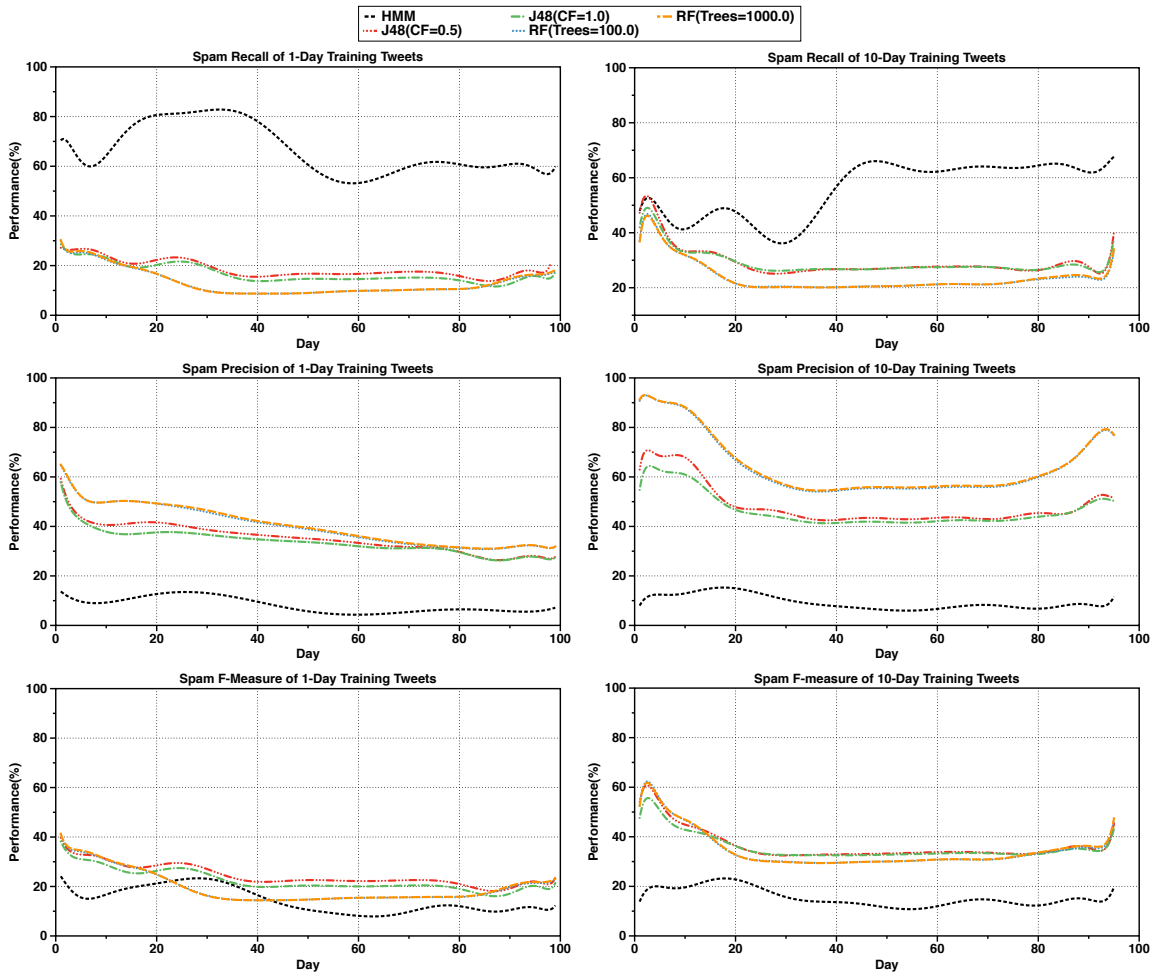 HMM J48(CF=1.0) RF(Trees=1000.0)
J48(CF=0.5) RF(Trees=100.0)
Spam Recall of 1-Day Training Tweets
Performance(%)
100
80
60
40
20
0
0 20 40 60 80 100
Day
Spam Recall of 10-Day Training Tweets
Performance(%)
100
80
60
40
20
0 20 40 60 80 100
Day
Spam Precision of 1-Day Training Tweets
Performance(%)
100
80
60
40
20
0
0 20 40 60 80 100
Day
Spam Precision of 10-Day Training Tweets
Performance(%)
100
80
60
40
20
0
0 20 40 60 80 100
Day
Spam F-Measure of 1-Day Training Tweets
Performance(%)
100
80
60
40
20
0
0 20 40 60 80 100
Day
Spam F-measure of 10-Day Training Tweets
Performance(%)
100
80
60
40
20
0
0 20 40 60 80 100
Day